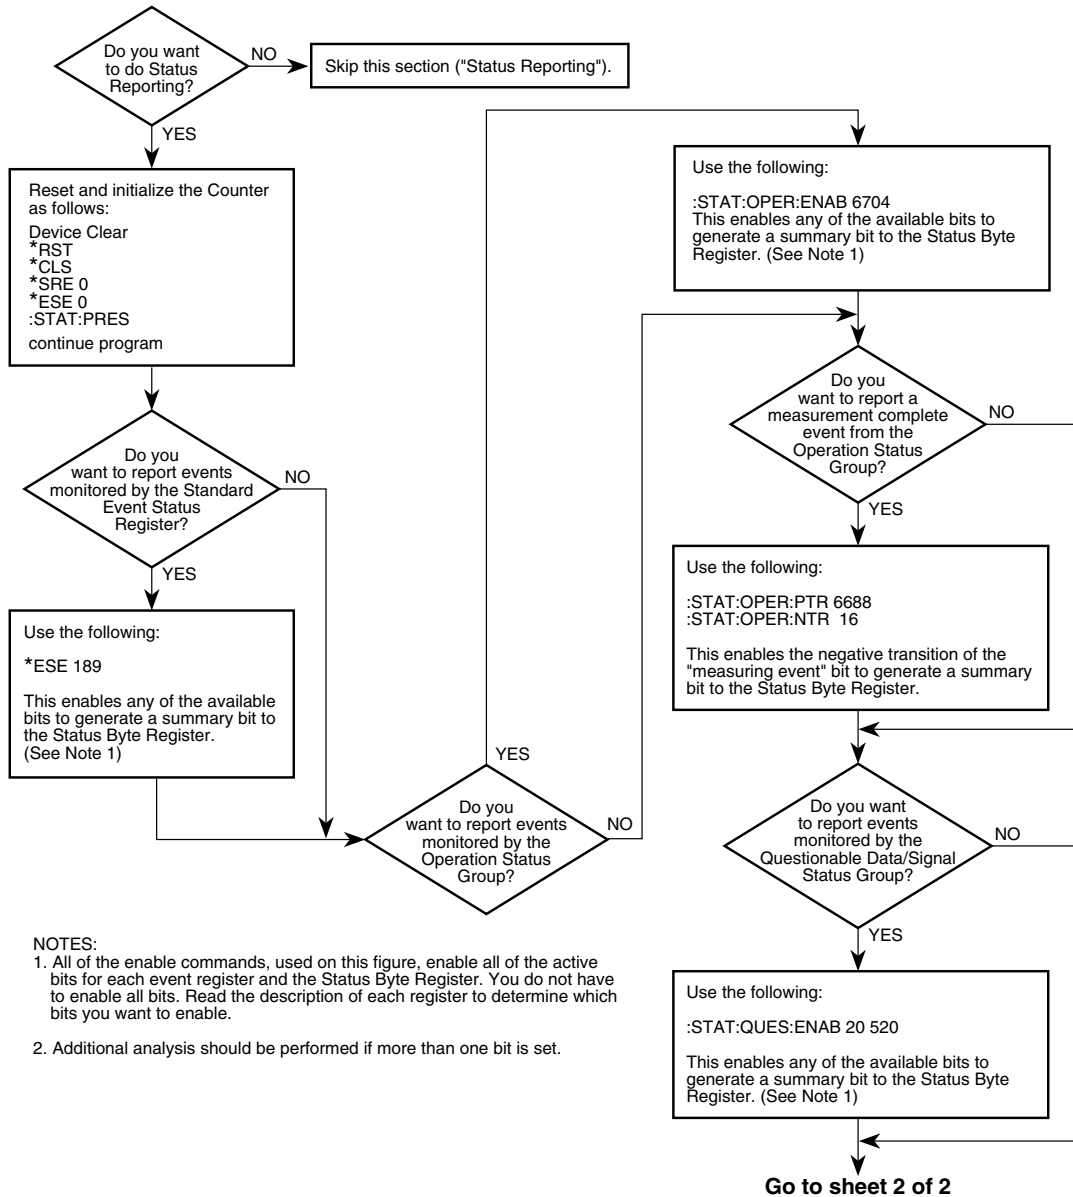 Do you want
to do Status
Reporting?
NO
Skip this section ("Status Reporting").
YES
Reset and initialize the Counter
as follows:
Device Clear
*RST
*CLS
*SRE 0
*ESE 0
:STAT:PRES
continue program
Do you
want to report events
monitored by the Standard
Event Status
Register?
NO
YES
Use the following:
*ESE 189
This enables any of the available
bits to generate a summary bit to
the Status Byte Register.
(See Note 1)
Do you
want to report events
monitored by the
Operation Status
Group?
YES
NO
Use the following:
:STAT:OPER:ENAB 6704
This enables any of the available bits to
generate a summary bit to the Status Byte
Register. (See Note 1)
Do you
want to report a
measurement complete
event from the
Operation Status
Group?
NO
YES
Use the following:
:STAT:OPER:PTR 6688
:STAT:OPER:NTR 16
This enables the negative transition of the
"measuring event" bit to generate a summary
bit to the Status Byte Register.
Do you want
to report events
monitored by the
Questionable Data/Signal
Status Group?
NO
YES
Use the following:
:STAT:QUES:ENAB 20 520
This enables any of the available bits to
generate a summary bit to the Status Byte
Register. (See Note 1)
Go to sheet 2 of 2
NOTES:
1. All of the enable commands, used on this figure, enable all of the active
bits for each event register and the Status Byte Register. You do not have
to enable all bits. Read the description of each register to determine which
bits you want to enable.
2. Additional analysis should be performed if more than one bit is set.